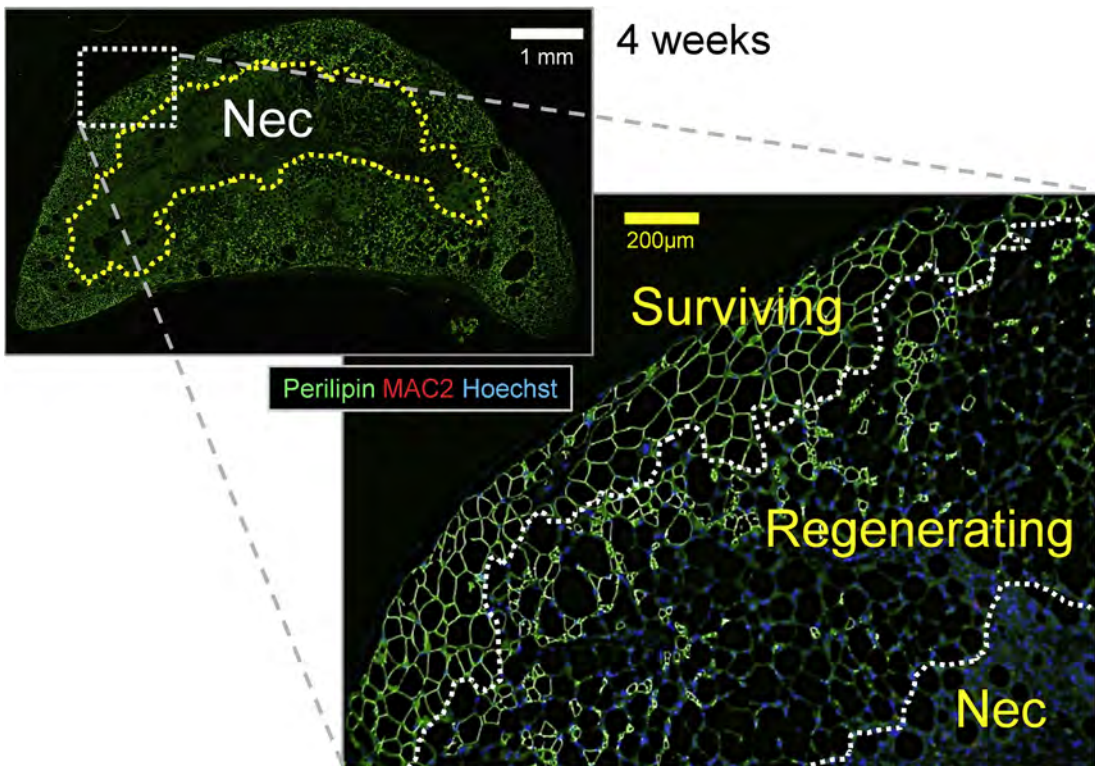 4 weeks
1 mm
Nec
200µm
Surviving
Perilipin MAC2 Hoechst
Regenerating
Nec